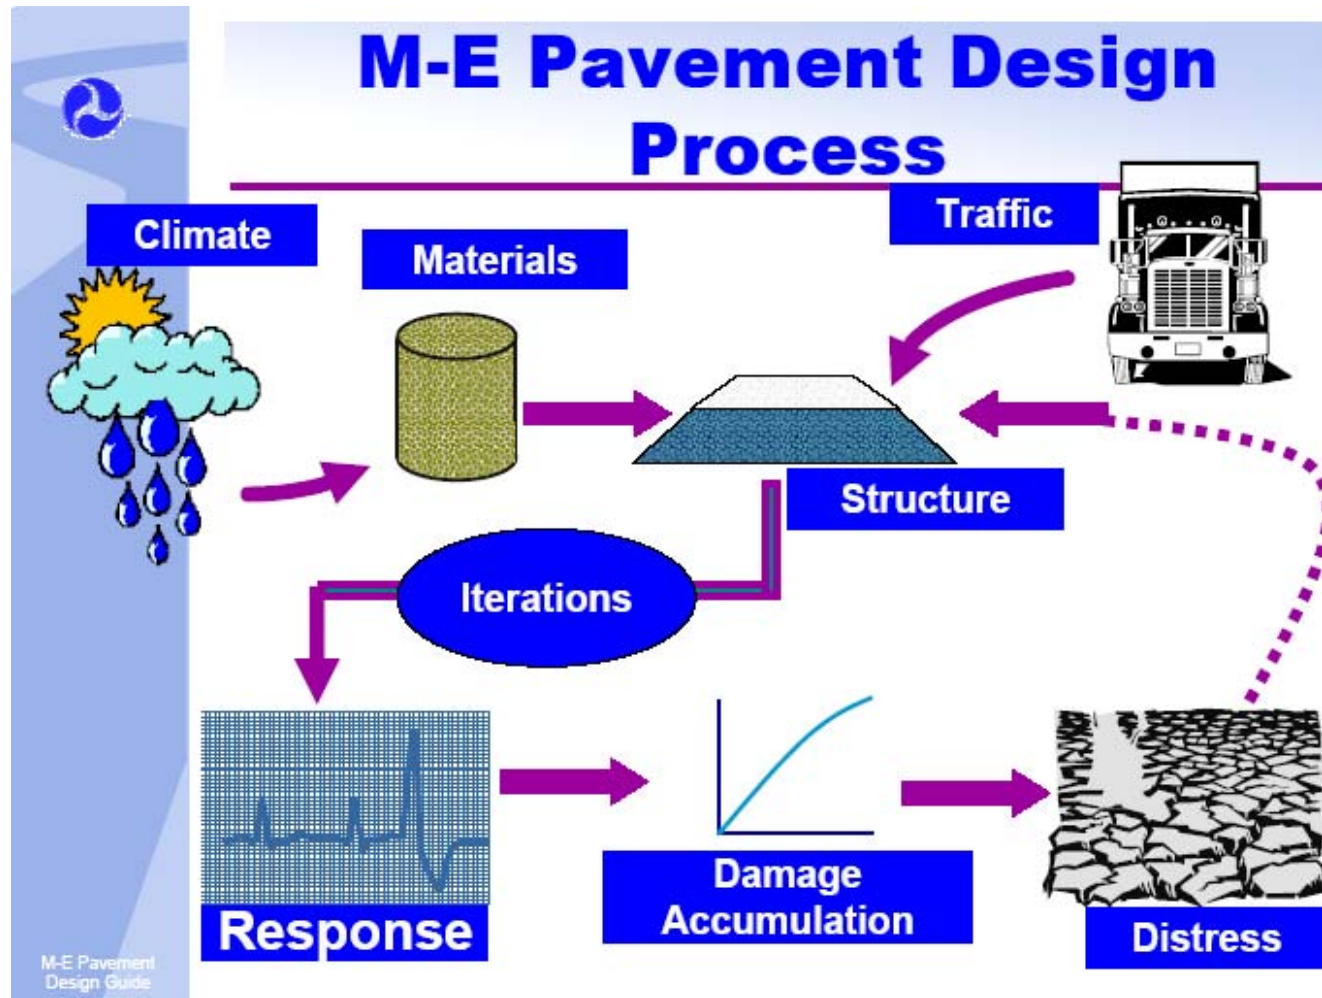 M-E Pavement Design
Process
Climate
Materials
Traffic
Structure
Iterations
Response
Damage
Accumulation
Distress
M-E Pavement
Design Guide